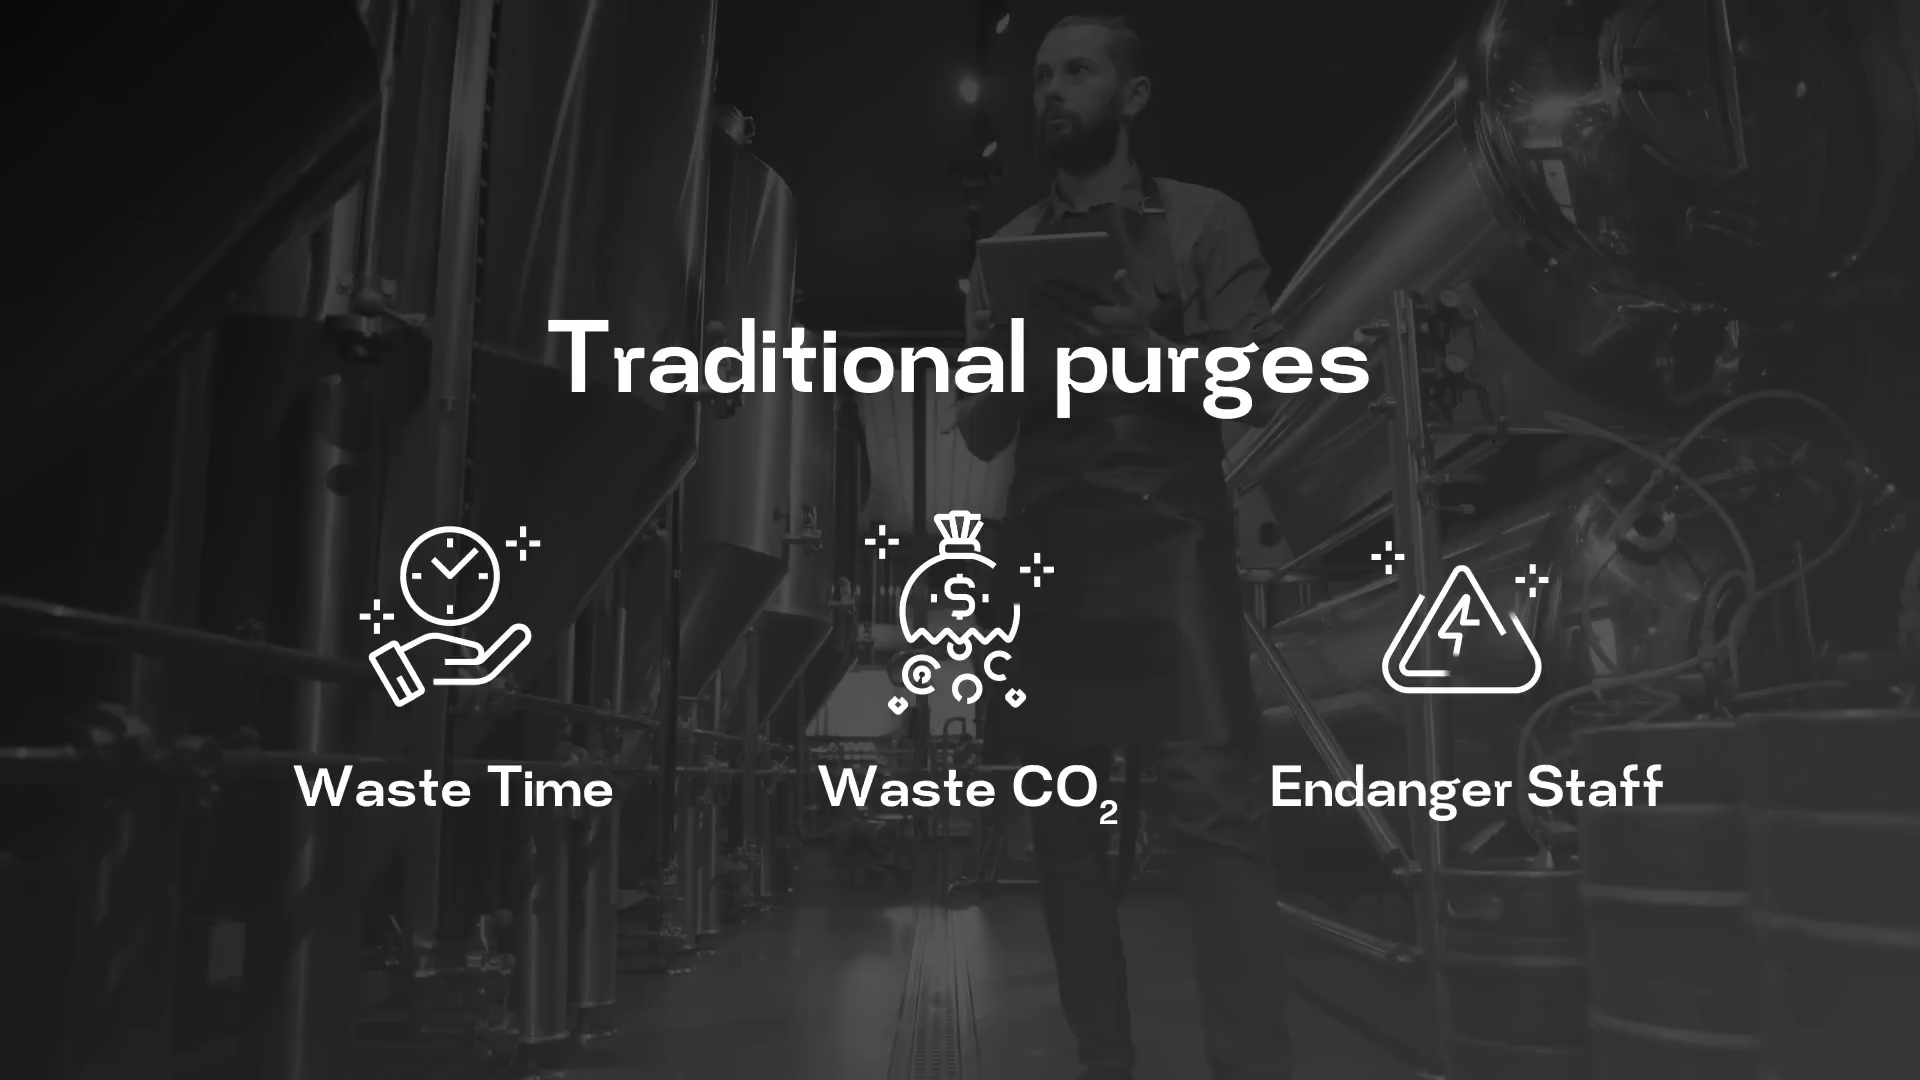 Traditional purges
Waste Time
Waste CO₂
Endanger Staff